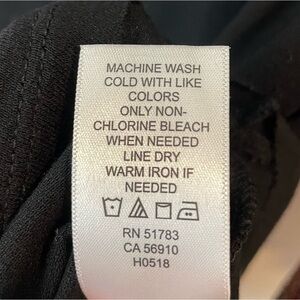 MACHINE WASH
COLD WITH LIKE
COLORS
ONLY NON-
CHLORINE BLEACH
WHEN NEEDED
LINE DRY
WARM IRON IF
NEEDED
RN 51783
CA 56910
H0518